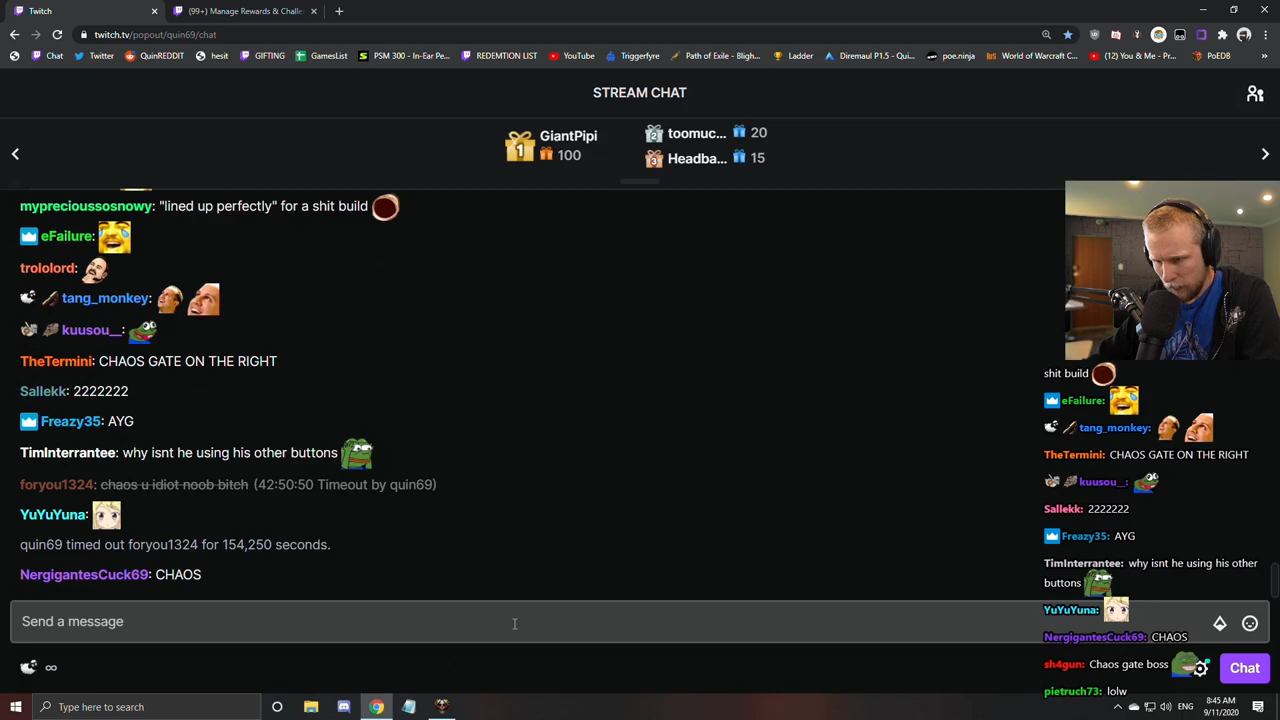 Twitch
(99+) Manage Rewards & Challe
twitch.tv/popout/quin69/chat
Chat
Twitter
QuinREDDIT
hesit
GIFTING
GamesList
PSM 300 - In-Ear Pe...
REDEMTION LIST
YouTube
Triggerfyre
Path of Exile - Bligh...
Ladder
Diremaul P1.5 - Qui...
poe.ninja
World of Warcraft C...
(12) You & Me - Pr...
PoEDB
STREAM CHAT
1 GiantPipi
100
2 toomuc... 20
3 Headba... 15
mypreciousssosnowy: "lined up perfectly" for a shit build
eFailure:
trololord:
tang_monkey:
kuusou__:
TheTermini: CHAOS GATE ON THE RIGHT
Sallekk: 2222222
Freazy35: AYG
TimInterrantee: why isnt he using his other buttons
foryou1324: chaos u idiot noob bitch (42:50:50 Timeout by quin69)
YuYuYuna:
quin69 timed out foryou1324 for 154,250 seconds.
NergigantesCuck69: CHAOS
Send a message
∞
Chat
shit build
eFailure:
tang_monkey:
TheTermini: CHAOS GATE ON THE RIGHT
kuusou__:
Sallekk: 2222222
Freazy35: AYG
TimInterrantee: why isnt he using his other
buttons
YuYuYuna:
NergigantesCuck69: CHAOS
sh4gun: Chaos gate boss
pietruch73: lolw
Type here to search
ENG
8:45 AM
9/11/2020